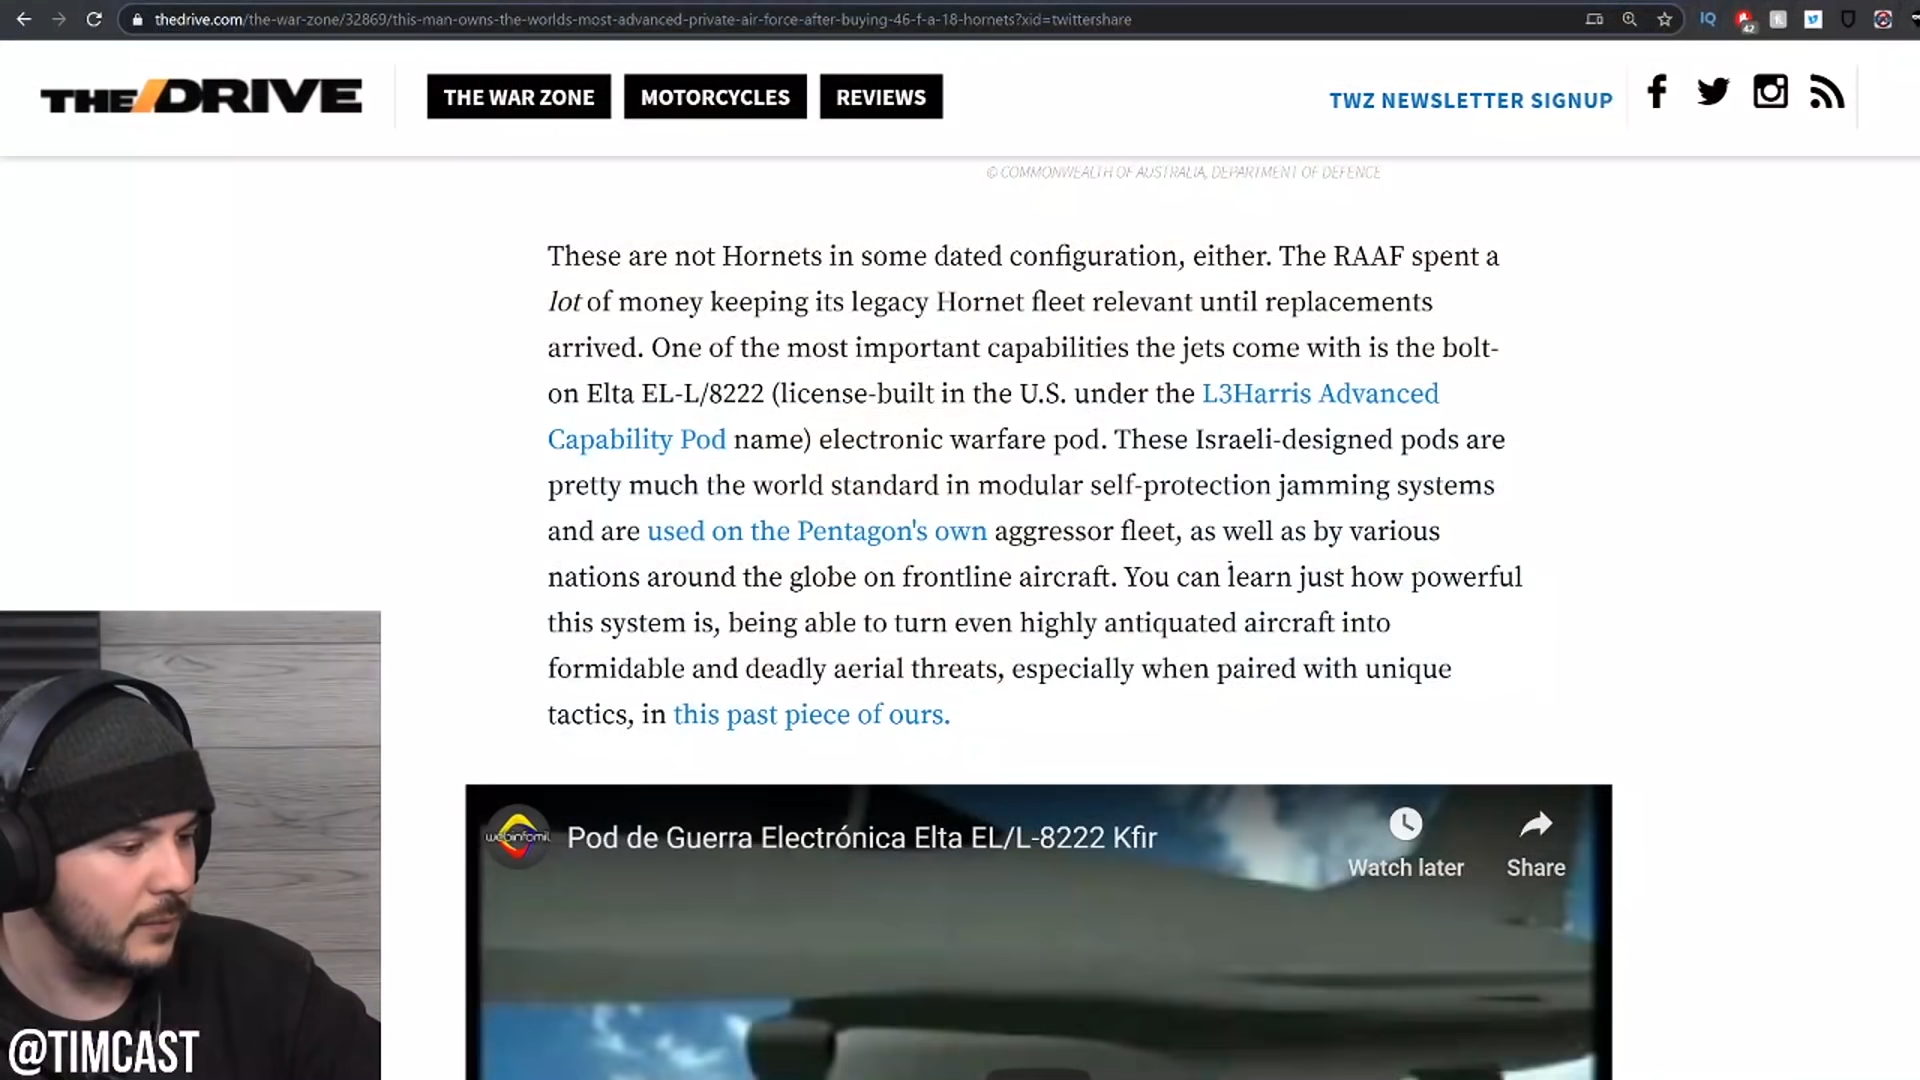 thedrive.com/the-war-zone/32869/this-man-owns-the-worlds-most-advanced-private-air-force-after-buying-46-f-a-18-hornets?xid=twittershare
IQ
42
THE/DRIVE
THE WAR ZONE
MOTORCYCLES
REVIEWS
TWZ NEWSLETTER SIGNUP
© COMMONWEALTH OF AUSTRALIA, DEPARTMENT OF DEFENCE
These are not Hornets in some dated configuration, either. The RAAF spent a
lot of money keeping its legacy Hornet fleet relevant until replacements
arrived. One of the most important capabilities the jets come with is the bolt-
on Elta EL-L/8222 (license-built in the U.S. under the L3Harris Advanced
Capability Pod name) electronic warfare pod. These Israeli-designed pods are
pretty much the world standard in modular self-protection jamming systems
and are used on the Pentagon's own aggressor fleet, as well as by various
nations around the globe on frontline aircraft. You can learn just how powerful
this system is, being able to turn even highly antiquated aircraft into
formidable and deadly aerial threats, especially when paired with unique
tactics, in this past piece of ours.
webinfomil
Pod de Guerra Electrónica Elta EL/L-8222 Kfir
Watch later
Share
@TIMCAST